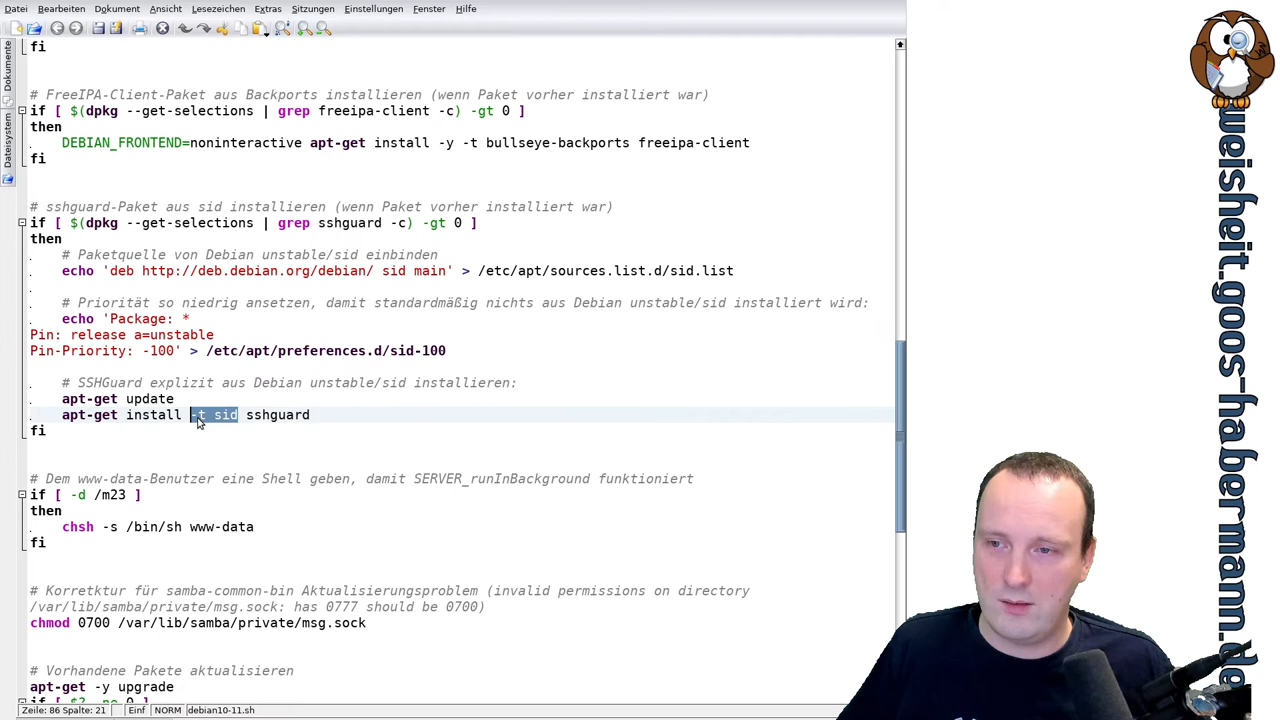 Datei Bearbeiten Dokument Ansicht Lesezeichen Extras Sitzungen Einstellungen Fenster Hilfe
Dokumente
Dateisystem
fi
# FreeIPA-Client-Paket aus Backports installieren (wenn Paket vorher installiert war)
if [ $(dpkg --get-selections | grep freeipa-client -c) -gt 0 ]
then
DEBIAN_FRONTEND=noninteractive apt-get install -y -t bullseye-backports freeipa-client
fi
# sshguard-Paket aus sid installieren (wenn Paket vorher installiert war)
if [ $(dpkg --get-selections | grep sshguard -c) -gt 0 ]
then
# Paketquelle von Debian unstable/sid einbinden
echo 'deb http://deb.debian.org/debian/ sid main' > /etc/apt/sources.list.d/sid.list
# Priorität so niedrig ansetzen, damit standardmäßig nichts aus Debian unstable/sid installiert wird:
echo 'Package: *
Pin: release a=unstable
Pin-Priority: -100' > /etc/apt/preferences.d/sid-100
# SSHGuard explizit aus Debian unstable/sid installieren:
apt-get update
apt-get install -t sid sshguard
fi
# Dem www-data-Benutzer eine Shell geben, damit SERVER_runInBackground funktioniert
if [ -d /m23 ]
then
chsh -s /bin/sh www-data
fi
# Korretktur für samba-common-bin Aktualisierungsproblem (invalid permissions on directory
/var/lib/samba/private/msg.sock: has 0777 should be 0700)
chmod 0700 /var/lib/samba/private/msg.sock
# Vorhandene Pakete aktualisieren
apt-get -y upgrade
if [ $? -ne 0 ]
Zeile: 86 Spalte: 21 Einf NORM debian10-11.sh
weisheit.goos-habermann.de